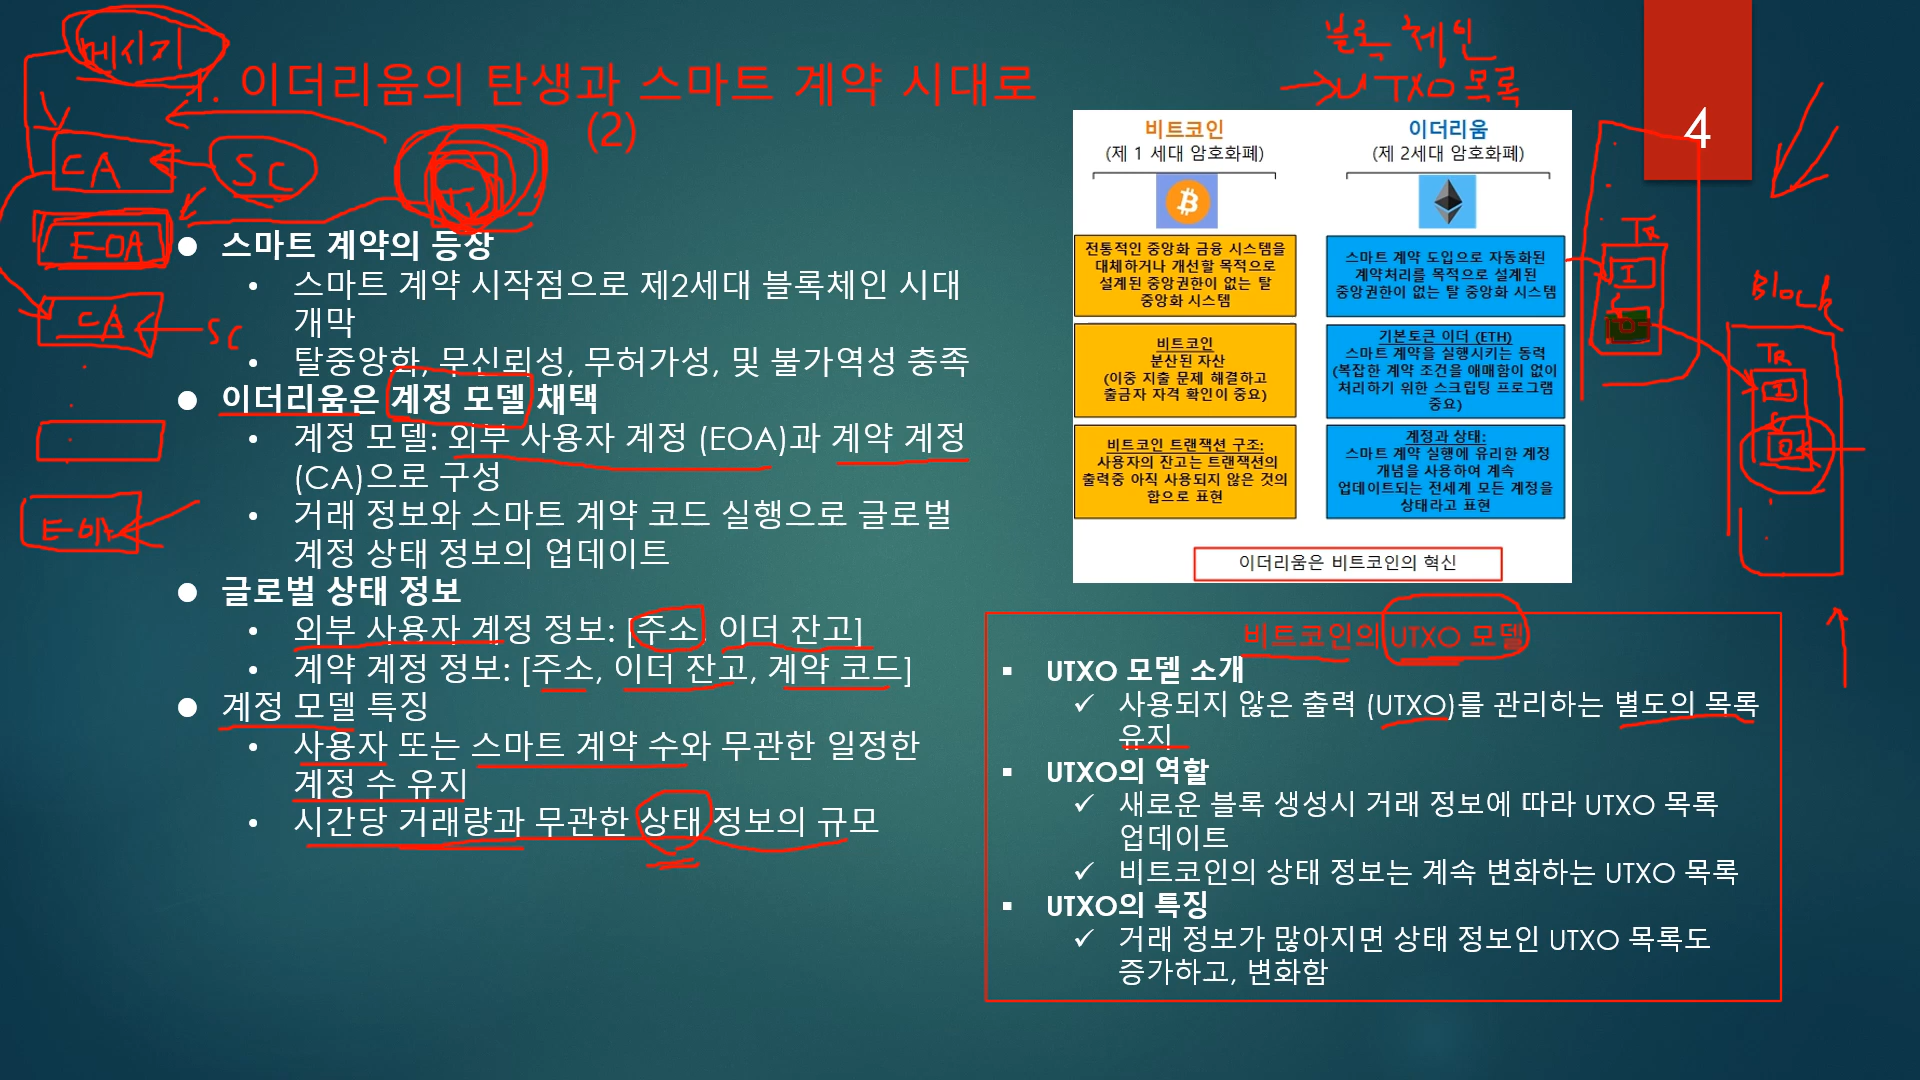 메시지
1. 이더리움의 탄생과 스마트 계약 시대로
(2)
CA
SC
EOA
CA
SC
EOA
● 스마트 계약의 등상
• 스마트 계약 시작점으로 제2세대 블록체인 시대
개막
• 탈중앙화, 무신뢰성, 무허가성, 및 불가역성 충족
● 이더리움은 계정 모델 채택
• 계정 모델: 외부 사용자 계정 (EOA)과 계약 계정
(CA)으로 구성
• 거래 정보와 스마트 계약 코드 실행으로 글로벌
계정 상태 정보의 업데이트
● 글로벌 상태 정보
• 외부 사용자 계정 정보: [주소, 이더 잔고]
• 계약 계정 정보: [주소, 이더 잔고, 계약 코드]
● 계정 모델 특징
• 사용자 또는 스마트 계약 수와 무관한 일정한
계정 수 유지
• 시간당 거래량과 무관한 상태 정보의 규모
블록체인
→ UTXO 목록
4
비트코인
(제 1 세대 암호화폐)
전통적인 중앙화 금융 시스템을
대체하거나 개선할 목적으로
설계된 중앙권한이 없는 탈
중앙화 시스템
비트코인
분산된 자산
(이중 지출 문제 해결하고
출금자 자격 확인이 중요)
비트코인 트랜잭션 구조:
사용자의 잔고는 트랜잭션의
출력중 아직 사용되지 않은 것의
합으로 표현
이더리움
(제 2세대 암호화폐)
스마트 계약 도입으로 자동화된
계약처리를 목적으로 설계된
중앙권한이 없는 탈 중앙화 시스템
기본토큰 이더 (ETH)
스마트 계약을 실행시키는 동력
(복잡한 계약 조건을 애매함이 없이
처리하기 위한 스크립팅 프로그램
중요)
계정과 상태:
스마트 계약 실행에 유리한 계정
개념을 사용하여 계속
업데이트되는 전세계 모든 계정을
상태라고 표현
이더리움은 비트코인의 혁신
TR
I
O
Block
TR
I
O
비트코인의 UTXO 모델
▪ UTXO 모델 소개
✓ 사용되지 않은 출력 (UTXO)를 관리하는 별도의 목록
유지
▪ UTXO의 역할
✓ 새로운 블록 생성시 거래 정보에 따라 UTXO 목록
업데이트
✓ 비트코인의 상태 정보는 계속 변화하는 UTXO 목록
▪ UTXO의 특징
✓ 거래 정보가 많아지면 상태 정보인 UTXO 목록도
증가하고, 변화함